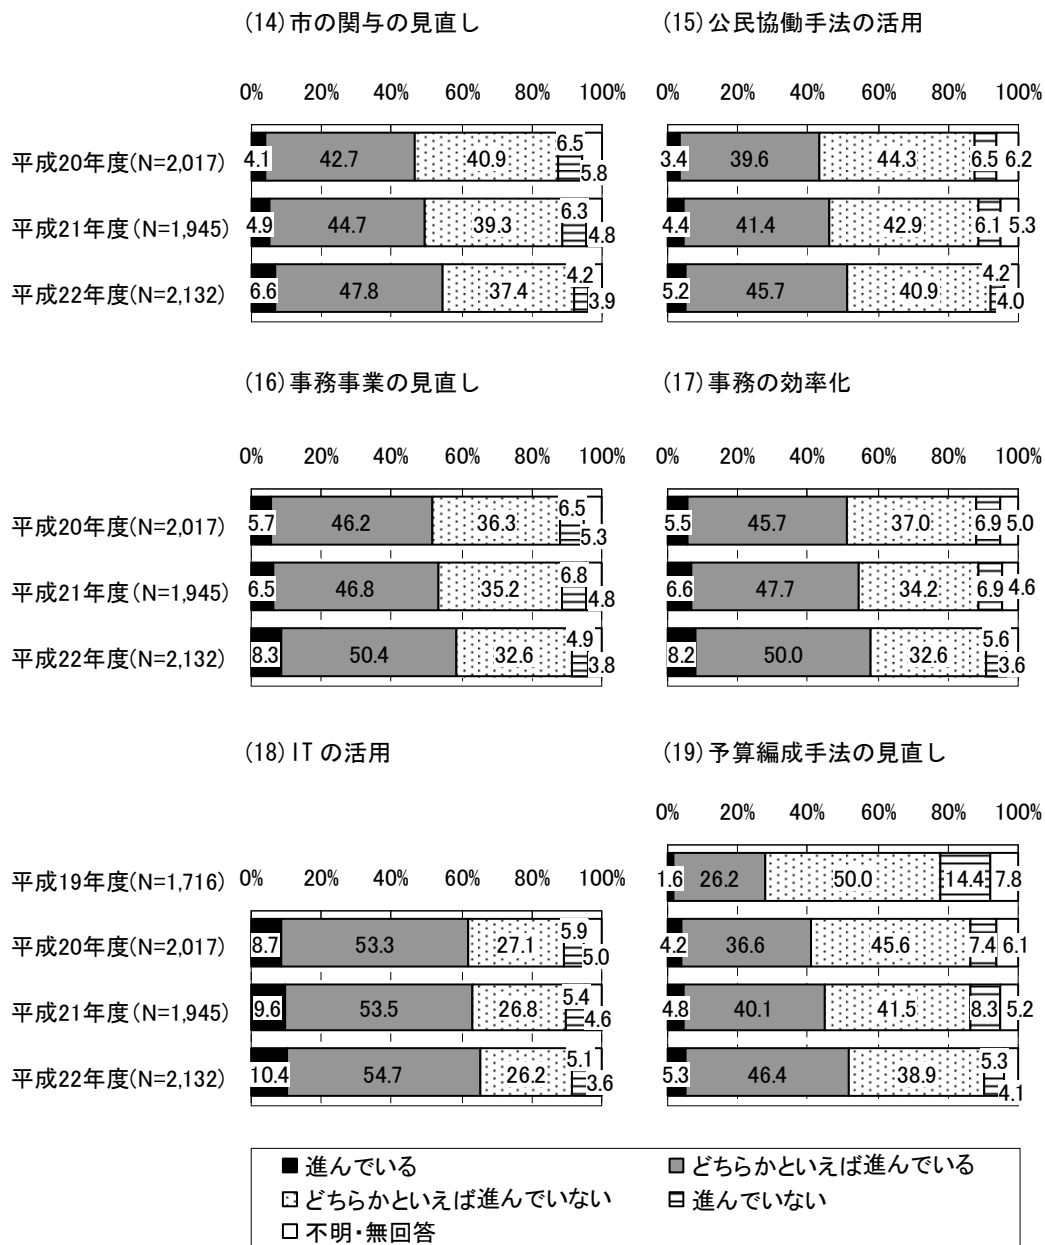 (14)市の関与の見直し
0% 20% 40% 60% 80% 100%
平成20年度(N=2,017) 4.1 42.7 40.9 6.5 5.8
平成21年度(N=1,945) 4.9 44.7 39.3 6.3 4.8
平成22年度(N=2,132) 6.6 47.8 37.4 4.2 3.9
(15)公民協働手法の活用
0% 20% 40% 60% 80% 100%
3.4 39.6 44.3 6.5 6.2
4.4 41.4 42.9 6.1 5.3
5.2 45.7 40.9 4.2 4.0
(16)事務事業の見直し
0% 20% 40% 60% 80% 100%
平成20年度(N=2,017) 5.7 46.2 36.3 6.5 5.3
平成21年度(N=1,945) 6.5 46.8 35.2 6.8 4.8
平成22年度(N=2,132) 8.3 50.4 32.6 4.9 3.8
(17)事務の効率化
0% 20% 40% 60% 80% 100%
5.5 45.7 37.0 6.9 5.0
6.6 47.7 34.2 6.9 4.6
8.2 50.0 32.6 5.6 3.6
(18)ITの活用
平成19年度(N=1,716) 0% 20% 40% 60% 80% 100%
平成20年度(N=2,017) 8.7 53.3 27.1 5.9 5.0
平成21年度(N=1,945) 9.6 53.5 26.8 5.4 4.6
平成22年度(N=2,132) 10.4 54.7 26.2 5.1 3.6
(19)予算編成手法の見直し
0% 20% 40% 60% 80% 100%
1.6 26.2 50.0 14.4 7.8
4.2 36.6 45.6 7.4 6.1
4.8 40.1 41.5 8.3 5.2
5.3 46.4 38.9 5.3 4.1
進んでいる どちらかといえば進んでいる
どちらかといえば進んでいない 進んでいない
不明・無回答